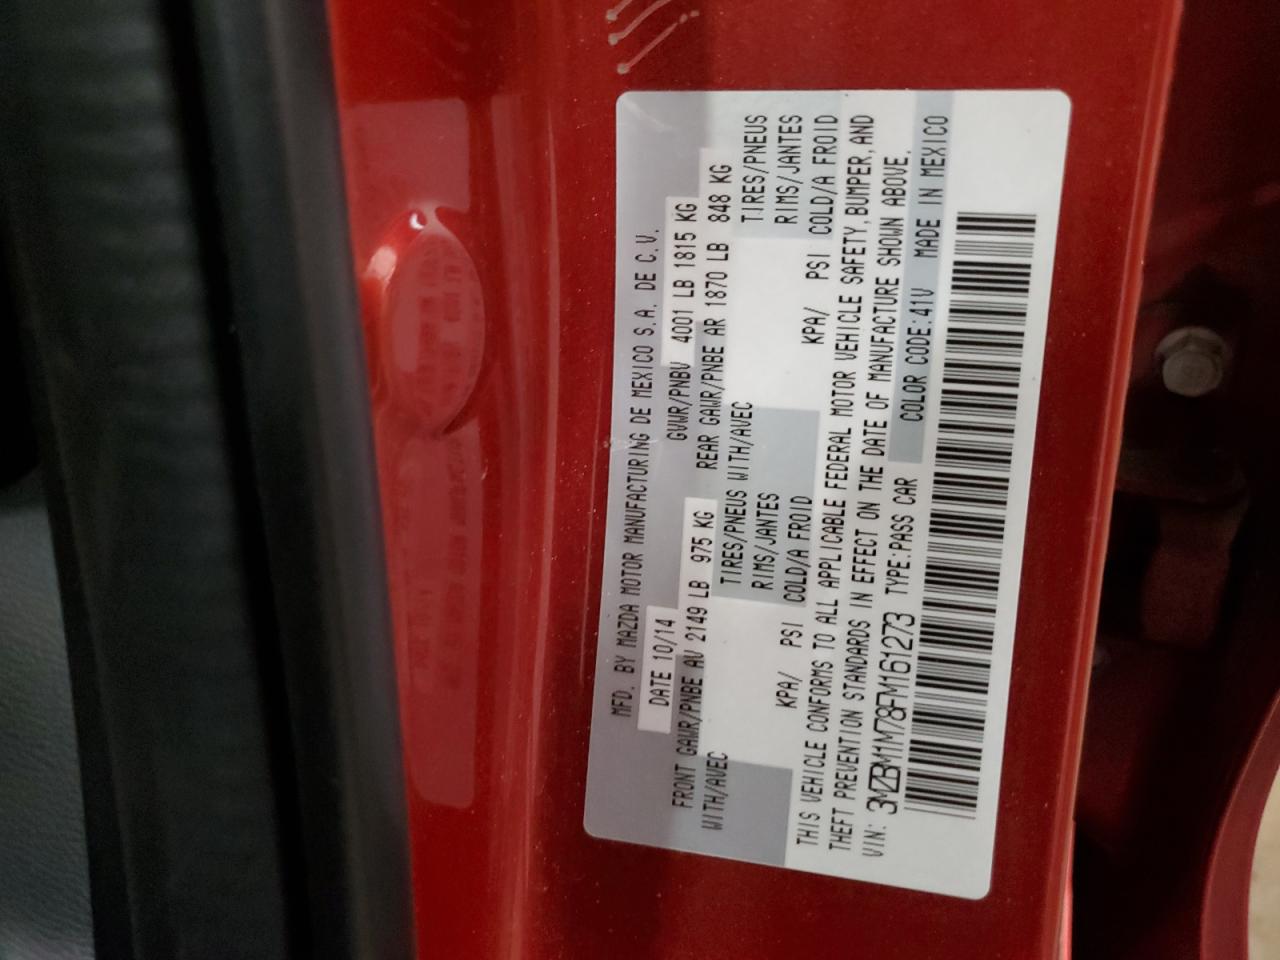 MFD. BY MAZDA MOTOR MANUFACTURING DE MEXICO S.A. DE C.V.
DATE 10/14 GVWR/PNBV 4001 LB 1815 KG
FRONT GAWR/PNBE AV 2149 LB 975 KG REAR GAWR/PNBE AR 1870 LB 848 KG
WITH/AVEC TIRES/PNEUS WITH/AVEC TIRES/PNEUS
RIMS/JANTES RIMS/JANTES
KPA/ PSI COLD/A FROID KPA/ PSI COLD/A FROID
THIS VEHICLE CONFORMS TO ALL APPLICABLE FEDERAL MOTOR VEHICLE SAFETY, BUMPER, AND
THEFT PREVENTION STANDARDS IN EFFECT ON THE DATE OF MANUFACTURE SHOWN ABOVE.
VIN: 3MZBM1M78FM161273 TYPE:PASS CAR COLOR CODE:41V MADE IN MEXICO